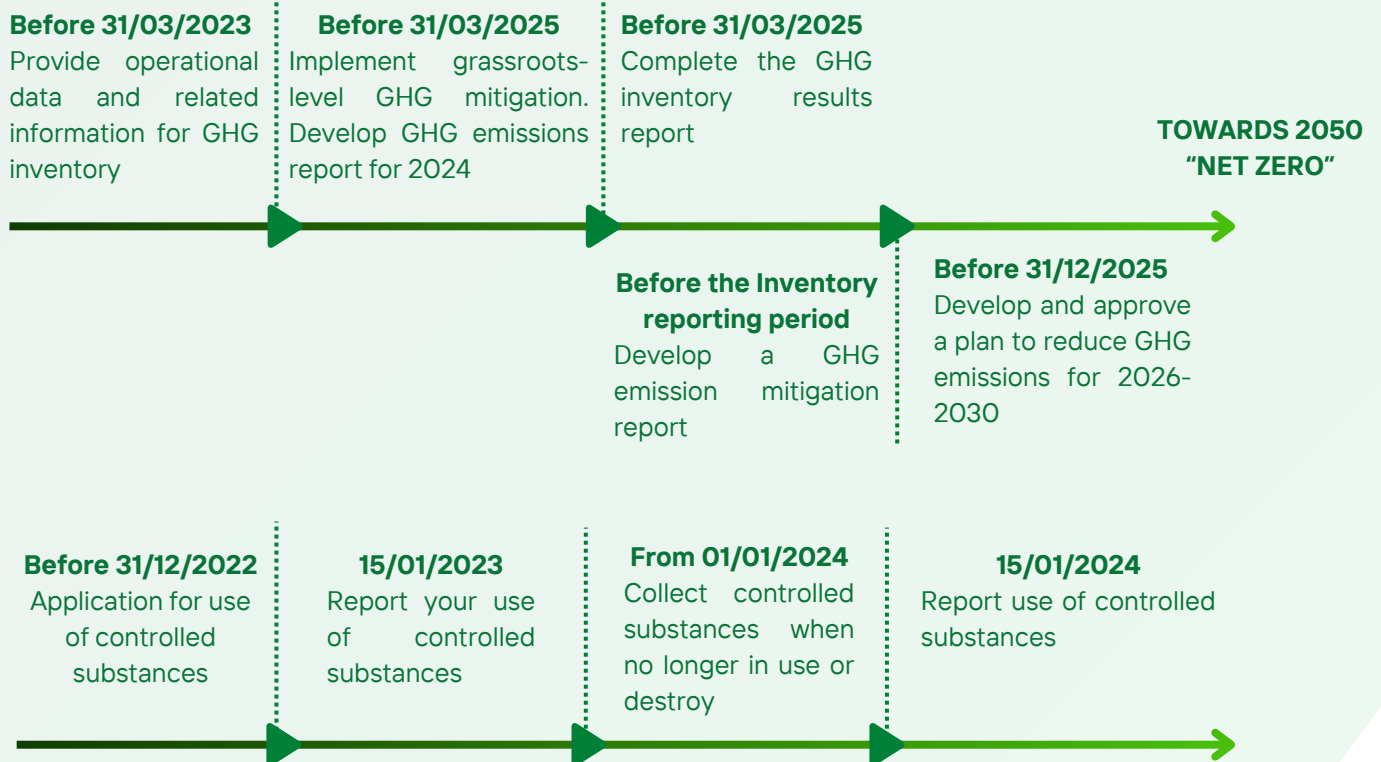 Before 31/03/2023
Provide operational
data and related
information for GHG
inventory
Before 31/03/2025
Implement grassroots-
level GHG mitigation.
Develop GHG emissions
report for 2024
Before 31/03/2025
Complete the GHG
inventory results
report
TOWARDS 2050
“NET ZERO”
Before the Inventory
reporting period
Develop a GHG
emission mitigation
report
Before 31/12/2025
Develop and approve
a plan to reduce GHG
emissions for 2026-
2030
Before 31/12/2022
Application for use
of controlled
substances
15/01/2023
Report your use
of controlled
substances
From 01/01/2024
Collect controlled
substances when
no longer in use or
destroy
15/01/2024
Report use of controlled
substances